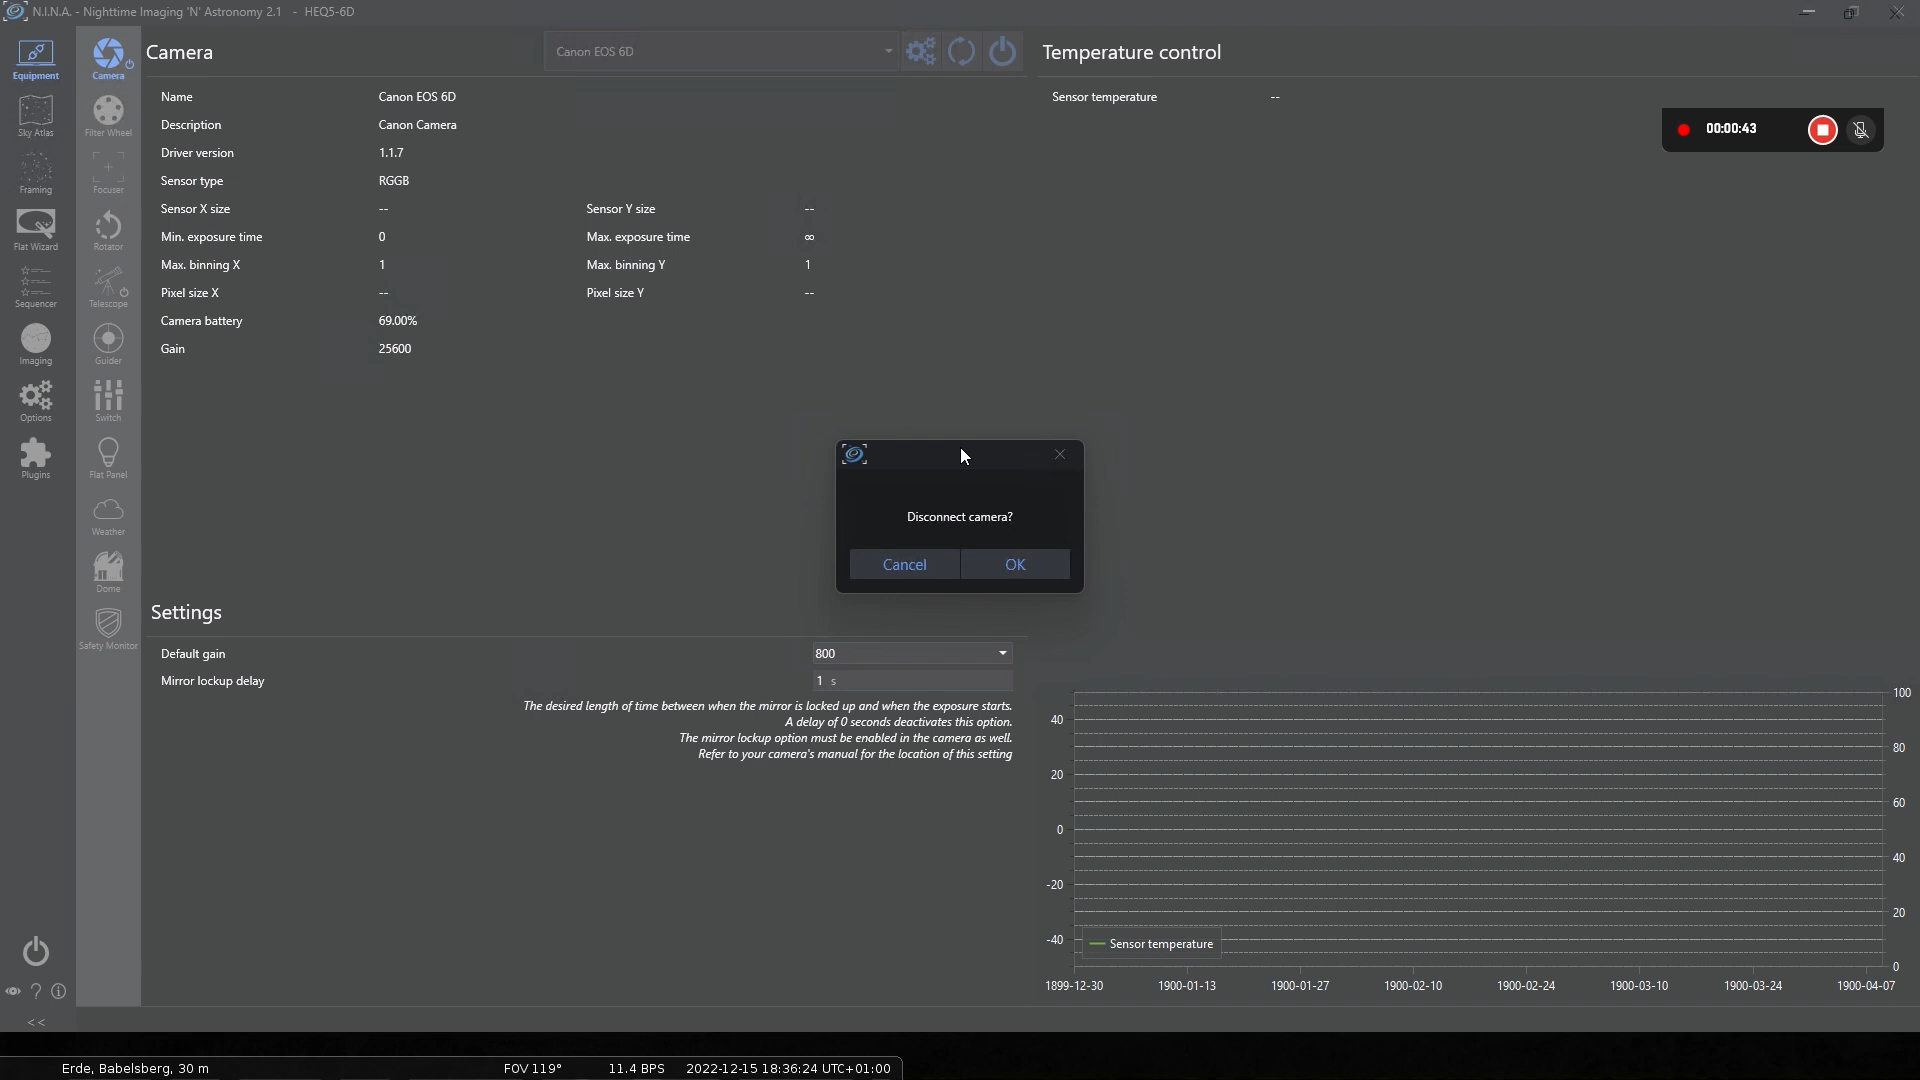 N.I.N.A. - Nighttime Imaging 'N' Astronomy 2.1 - HEQ5-6D
Equipment
Sky Atlas
Framing
Flat Wizard
Sequencer
Imaging
Options
Plugins
<<
Camera
Filter Wheel
Focuser
Rotator
Telescope
Guider
Switch
Flat Panel
Weather
Dome
Safety Monitor
Camera
Canon EOS 6D
Name Canon EOS 6D
Description Canon Camera
Driver version 1.1.7
Sensor type RGGB
Sensor X size -- Sensor Y size --
Min. exposure time 0 Max. exposure time ∞
Max. binning X 1 Max. binning Y 1
Pixel size X -- Pixel size Y --
Camera battery 69.00%
Gain 25600
Temperature control
Sensor temperature --
00:00:43
Disconnect camera?
Cancel OK
Settings
Default gain 800
Mirror lockup delay 1 s
The desired length of time between when the mirror is locked up and when the exposure starts.
A delay of 0 seconds deactivates this option.
The mirror lockup option must be enabled in the camera as well.
Refer to your camera's manual for the location of this setting
100
40
80
20
60
0
40
-20
20
-40
0
Sensor temperature
1899-12-30 1900-01-13 1900-01-27 1900-02-10 1900-02-24 1900-03-10 1900-03-24 1900-04-07
Erde, Babelsberg, 30 m FOV 119° 11.4 BPS 2022-12-15 18:36:24 UTC+01:00